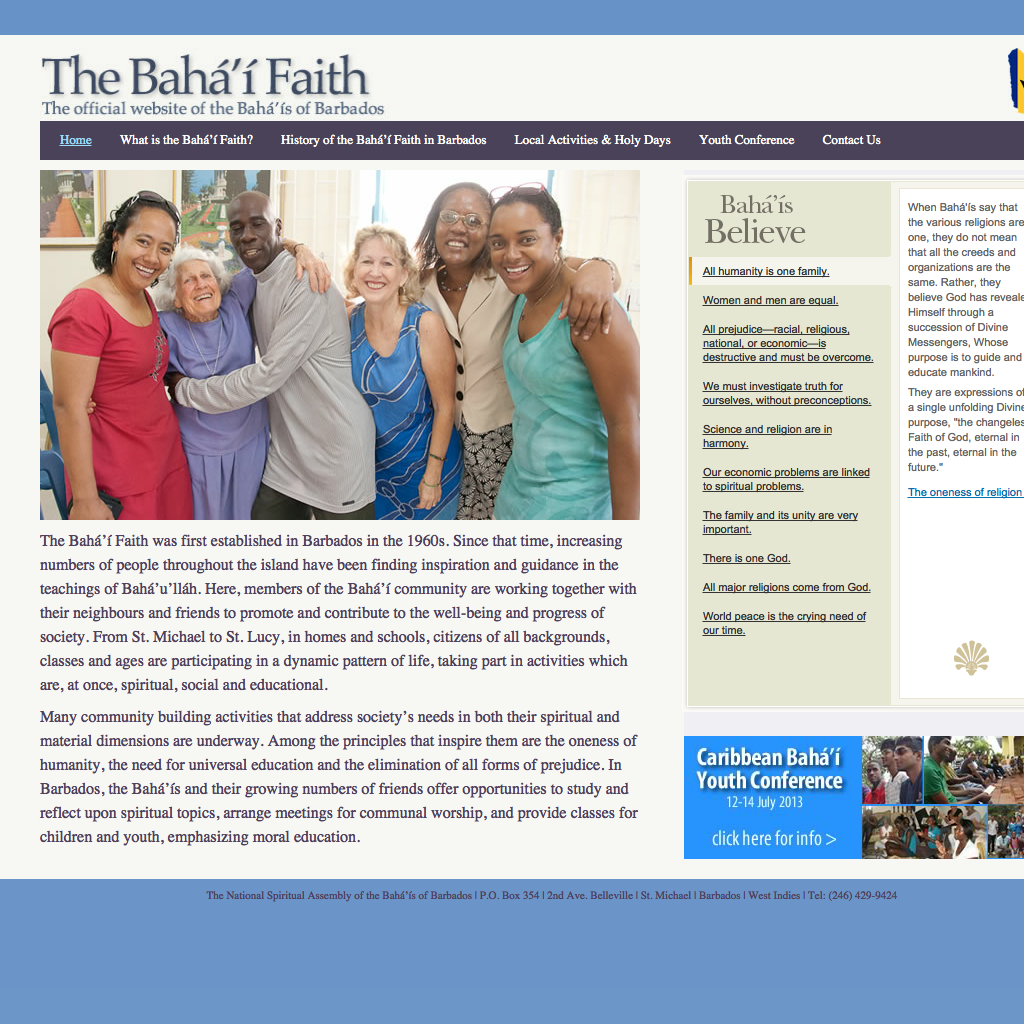 The Bahá’í Faith
The official website of the Bahá’ís of Barbados
Home What is the Bahá’í Faith? History of the Bahá’í Faith in Barbados Local Activities & Holy Days Youth Conference Contact Us
The Bahá’í Faith was first established in Barbados in the 1960s. Since that time, increasing
numbers of people throughout the island have been finding inspiration and guidance in the
teachings of Bahá’u’lláh. Here, members of the Bahá’í community are working together with
their neighbours and friends to promote and contribute to the well-being and progress of
society. From St. Michael to St. Lucy, in homes and schools, citizens of all backgrounds,
classes and ages are participating in a dynamic pattern of life, taking part in activities which
are, at once, spiritual, social and educational.
Many community building activities that address society’s needs in both their spiritual and
material dimensions are underway. Among the principles that inspire them are the oneness of
humanity, the need for universal education and the elimination of all forms of prejudice. In
Barbados, the Bahá’ís and their growing numbers of friends offer opportunities to study and
reflect upon spiritual topics, arrange meetings for communal worship, and provide classes for
children and youth, emphasizing moral education.
Bahá’ís
Believe
All humanity is one family.
Women and men are equal.
All prejudice—racial, religious,
national, or economic—is
destructive and must be overcome.
We must investigate truth for
ourselves, without preconceptions.
Science and religion are in
harmony.
Our economic problems are linked
to spiritual problems.
The family and its unity are very
important.
There is one God.
All major religions come from God.
World peace is the crying need of
our time.
When Bahá'ís say that
the various religions are
one, they do not mean
that all the creeds and
organizations are the
same. Rather, they
believe God has reveale
Himself through a
succession of Divine
Messengers, Whose
purpose is to guide and
educate mankind.
They are expressions of
a single unfolding Divine
purpose, "the changeles
Faith of God, eternal in
the past, eternal in the
future."
The oneness of religion
Caribbean Bahá’í
Youth Conference
12-14 July 2013
click here for info >
The National Spiritual Assembly of the Bahá’ís of Barbados | P.O. Box 354 | 2nd Ave. Belleville | St. Michael | Barbados | West Indies | Tel: (246) 429-9424